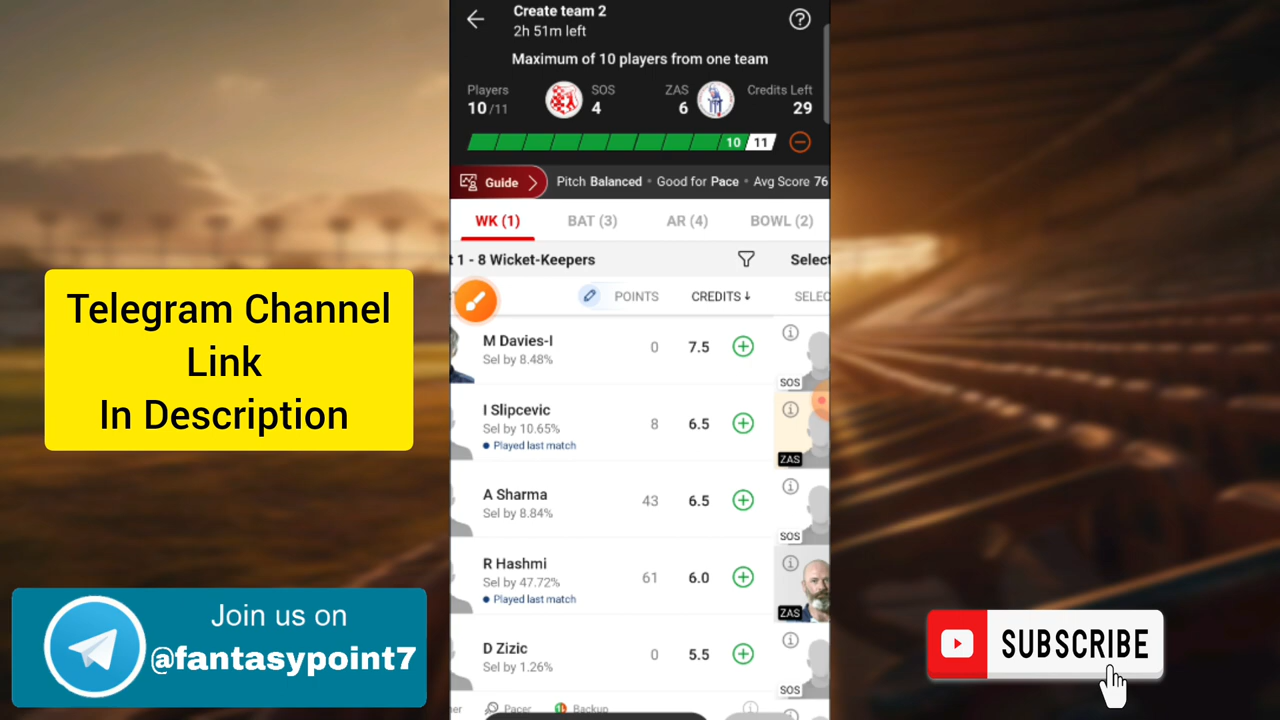 Create team 2
2h 51m left
Maximum of 10 players from one team
Players
10/11
SOS
4
ZAS
6
Credits Left
29
10
11
Guide
Pitch Balanced • Good for Pace • Avg Score 76
WK (1)
BAT (3)
AR (4)
BOWL (2)
t 1 - 8 Wicket-Keepers
Select
POINTS
CREDITS↓
SELEC
M Davies-I
Sel by 8.48%
0
7.5
SOS
I Slipcevic
Sel by 10.65%
Played last match
8
6.5
ZAS
A Sharma
Sel by 8.84%
43
6.5
SOS
R Hashmi
Sel by 47.72%
Played last match
61
6.0
ZAS
D Zizic
Sel by 1.26%
0
5.5
SOS
ner
Pacer
Backup
Telegram Channel
Link
In Description
Join us on
@fantasypoint7
SUBSCRIBE